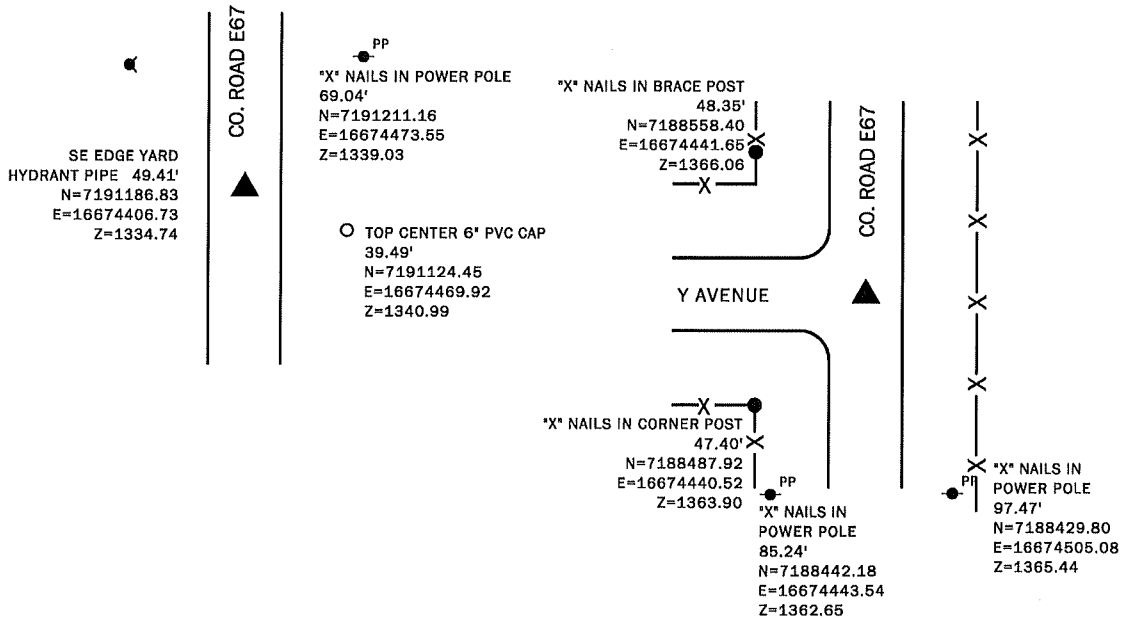 CO. ROAD E67
PP
"X" NAILS IN POWER POLE
69.04'
N=7191211.16
E=16674473.55
Z=1339.03
SE EDGE YARD
HYDRANT PIPE 49.41'
N=7191186.83
E=16674406.73
Z=1334.74
TOP CENTER 6" PVC CAP
39.49'
N=7191124.45
E=16674469.92
Z=1340.99
"X" NAILS IN BRACE POST
48.35'
N=7188558.40
E=16674441.65
Z=1366.06
CO. ROAD E67
Y AVENUE
"X" NAILS IN CORNER POST
47.40'
N=7188487.92
E=16674440.52
Z=1363.90
PP
"X" NAILS IN
POWER POLE
85.24'
N=7188442.18
E=16674443.54
Z=1362.65
PP
"X" NAILS IN
POWER POLE
97.47'
N=7188429.80
E=16674505.08
Z=1365.44